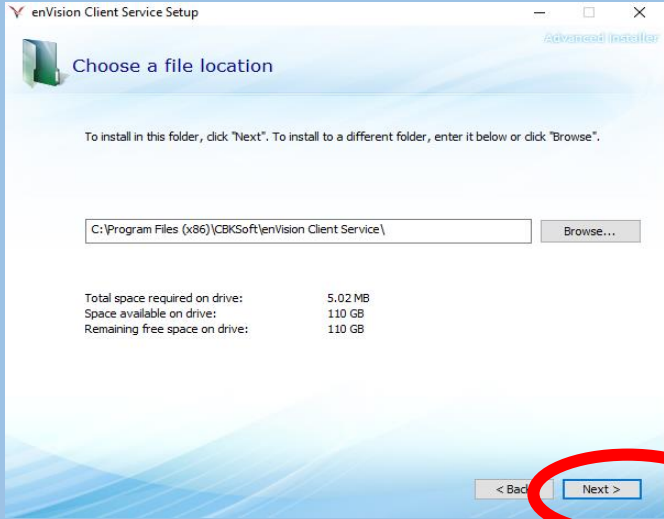 enVision Client Service Setup
Advanced Installer
Choose a file location
To install in this folder, click "Next". To install to a different folder, enter it below or click "Browse".
C:\Program Files (x86)\CBKSoft\enVision Client Service\
Browse...
Total space required on drive: 5.02 MB
Space available on drive: 110 GB
Remaining free space on drive: 110 GB
< Back Next >